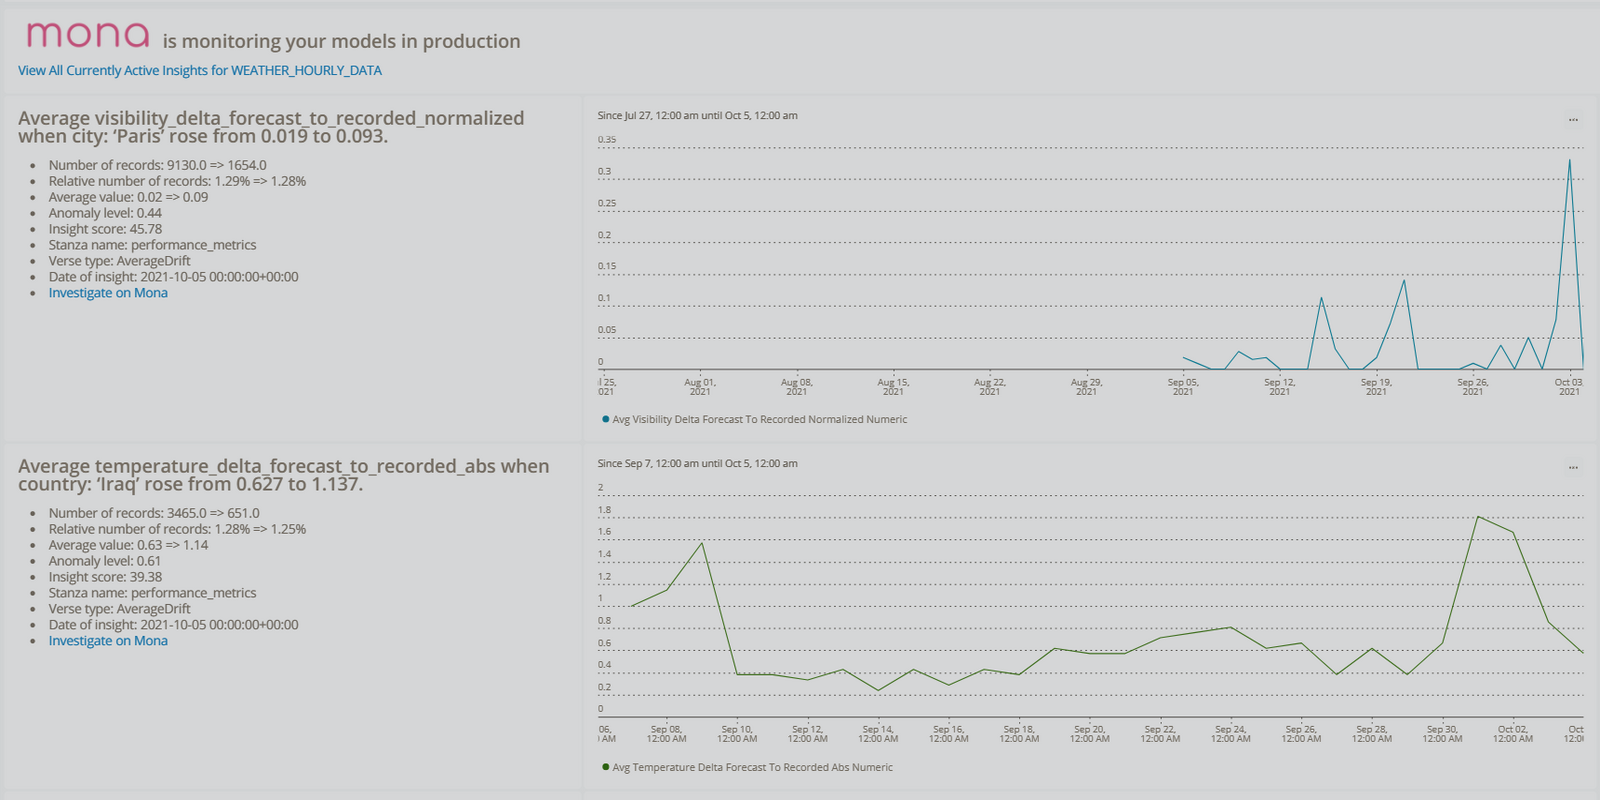 mona is monitoring your models in production
View All Currently Active Insights for WEATHER_HOURLY_DATA
Average visibility_delta_forecast_to_recorded_normalized
when city: ‘Paris’ rose from 0.019 to 0.093.
• Number of records: 9130.0 => 1654.0
• Relative number of records: 1.29% => 1.28%
• Average value: 0.02 => 0.09
• Anomaly level: 0.44
• Insight score: 45.78
• Stanza name: performance_metrics
• Verse type: AverageDrift
• Date of insight: 2021-10-05 00:00:00+00:00
• Investigate on Mona
Since Jul 27, 12:00 am until Oct 5, 12:00 am
...
0.35
0.3
0.25
0.2
0.15
0.1
0.05
0
l 25, Aug 01, Aug 08, Aug 15, Aug 22, Aug 29, Sep 05, Sep 12, Sep 19, Sep 26, Oct 03
021 2021 2021 2021 2021 2021 2021 2021 2021 2021 2021
Avg Visibility Delta Forecast To Recorded Normalized Numeric
Average temperature_delta_forecast_to_recorded_abs when
country: ‘Iraq’ rose from 0.627 to 1.137.
• Number of records: 3465.0 => 651.0
• Relative number of records: 1.28% => 1.25%
• Average value: 0.63 => 1.14
• Anomaly level: 0.61
• Insight score: 39.38
• Stanza name: performance_metrics
• Verse type: AverageDrift
• Date of insight: 2021-10-05 00:00:00+00:00
• Investigate on Mona
Since Sep 7, 12:00 am until Oct 5, 12:00 am
...
2
1.8
1.6
1.4
1.2
1
0.8
0.6
0.4
0.2
0
06, Sep 08, Sep 10, Sep 12, Sep 14, Sep 16, Sep 18, Sep 20, Sep 22, Sep 24, Sep 26, Sep 28, Sep 30, Oct 02, Oct
AM 12:00 AM 12:00 AM 12:00 AM 12:00 AM 12:00 AM 12:00 AM 12:00 AM 12:00 AM 12:00 AM 12:00 AM 12:00 AM 12:00 AM 12:00 AM 12:0
Avg Temperature Delta Forecast To Recorded Abs Numeric